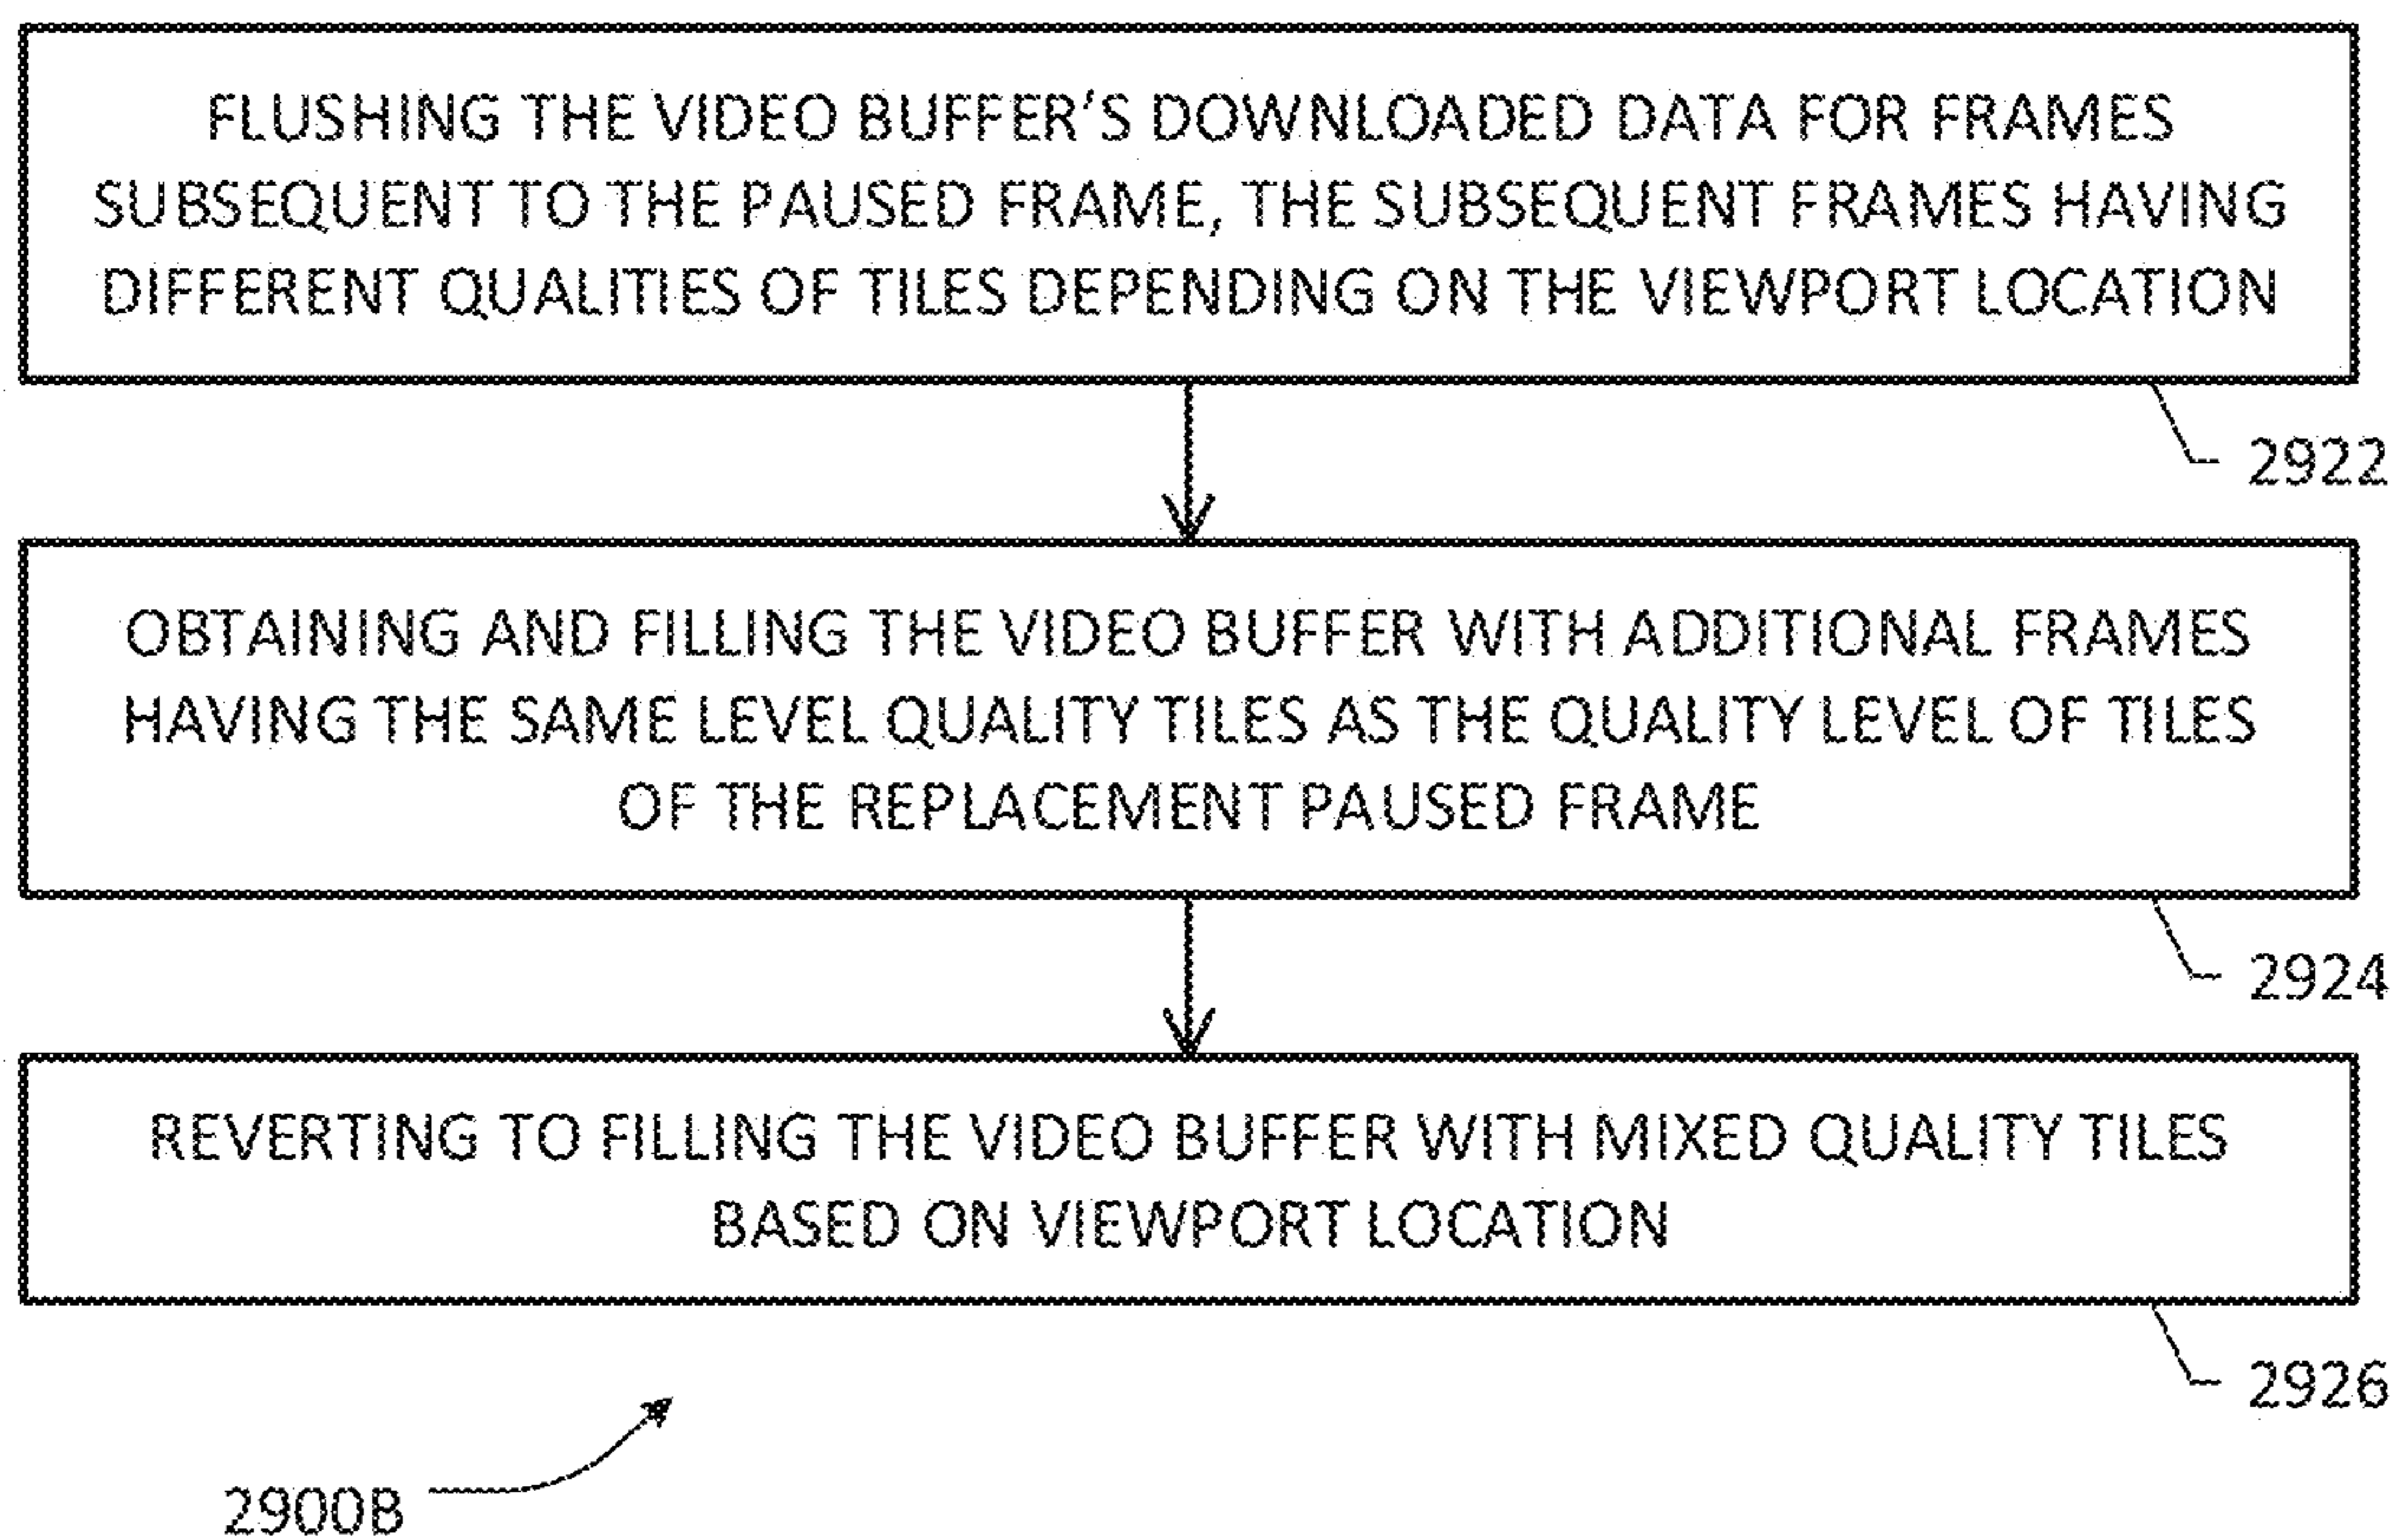 FLUSHING THE VIDEO BUFFER'S DOWNLOADED DATA FOR FRAMES
SUBSEQUENT TO THE PAUSED FRAME, THE SUBSEQUENT FRAMES HAVING
DIFFERENT QUALITIES OF TILES DEPENDING ON THE VIEWPORT LOCATION
2922
OBTAINING AND FILLING THE VIDEO BUFFER WITH ADDITIONAL FRAMES
HAVING THE SAME LEVEL QUALITY TILES AS THE QUALITY LEVEL OF TILES
OF THE REPLACEMENT PAUSED FRAME
2924
REVERTING TO FILLING THE VIDEO BUFFER WITH MIXED QUALITY TILES
BASED ON VIEWPORT LOCATION
2926
2900B